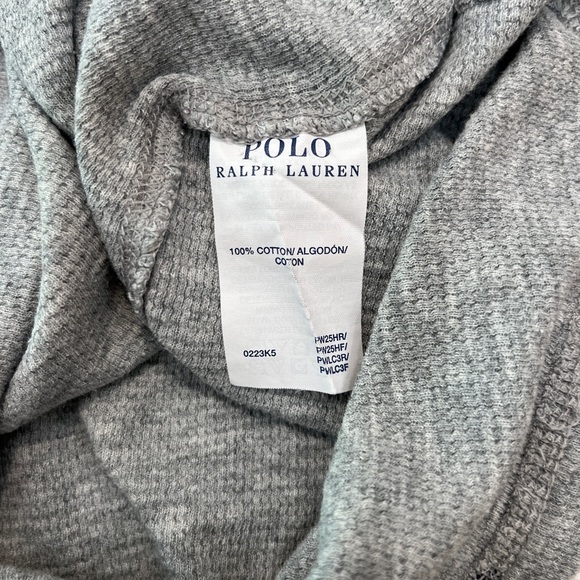 POLO
RALPH LAUREN
100% COTTON/ ALGODÓN/
COTON
0223K5
PW25HR/
PW25HF/
PWLC3R/
PWLC3F